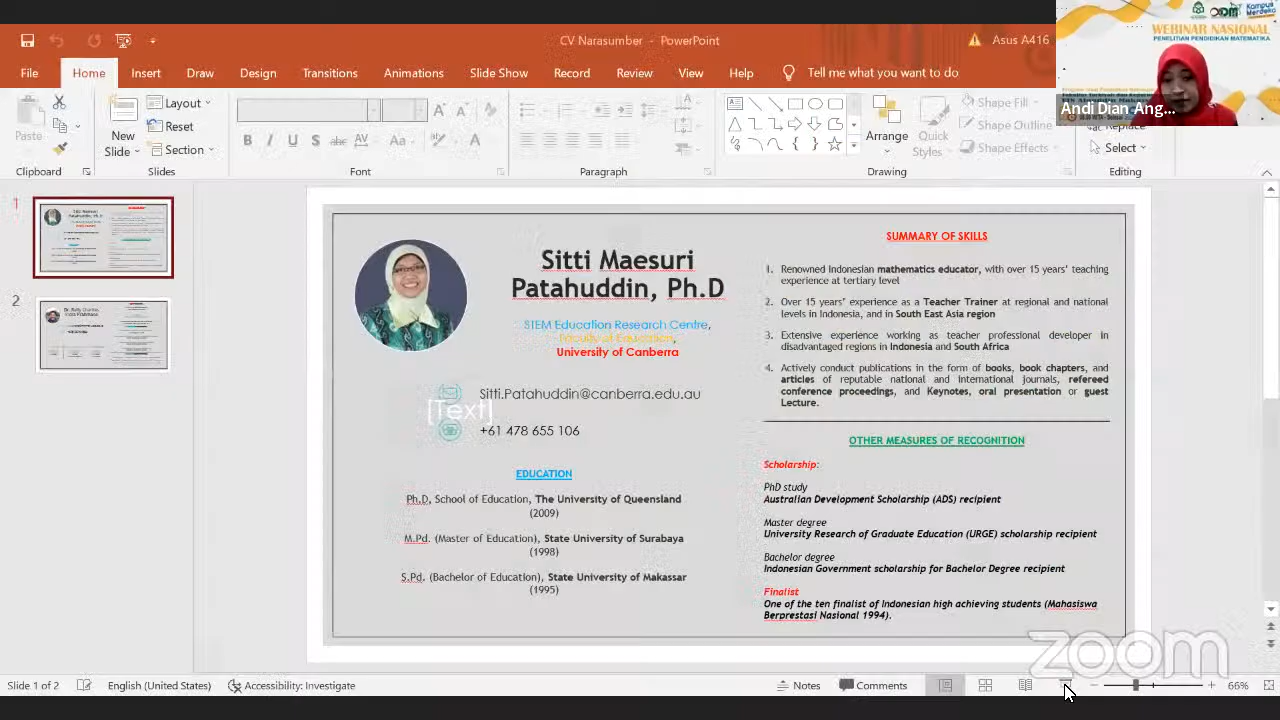 CV Narasumber - PowerPoint
Asus A416
File Home Insert Draw Design Transitions Animations Slide Show Record Review View Help Tell me what you want to do
Paste
Clipboard
New Slide
Layout
Reset
Section
Slides
B I U S abc AV Aa A
Font
Paragraph
Arrange
Quick Styles
Shape Fill
Shape Outline
Shape Effects
Drawing
Replace
Select
Editing
Kampus Merdeka
WEBINAR NASIONAL
PENELITIAN PENDIDIKAN MATEMATIKA
Andi Dian Ang...
1
2
Sitti Maesuri
Patahuddin, Ph.D
STEM Education Research Centre,
Faculty of Education,
University of Canberra
Sitti.Patahuddin@canberra.edu.au
[Text]
+61 478 655 106
EDUCATION
Ph.D, School of Education, The University of Queensland
(2009)
M.Pd. (Master of Education), State University of Surabaya
(1998)
S.Pd. (Bachelor of Education), State University of Makassar
(1995)
SUMMARY OF SKILLS
1. Renowned Indonesian mathematics educator, with over 15 years' teaching
experience at tertiary level
2. Over 15 years' experience as a Teacher Trainer at regional and national
levels in Indonesia, and in South East Asia region
3. Extensive experience working as teacher professional developer in
disadvantaged regions in Indonesia and South Africa
4. Actively conduct publications in the form of books, book chapters, and
articles of reputable national and international journals, refereed
conference proceedings, and Keynotes, oral presentation or guest
Lecture.
OTHER MEASURES OF RECOGNITION
Scholarship:
PhD study
Australian Development Scholarship (ADS) recipient
Master degree
University Research of Graduate Education (URGE) scholarship recipient
Bachelor degree
Indonesian Government scholarship for Bachelor Degree recipient
Finalist
One of the ten finalist of Indonesian high achieving students (Mahasiswa
Berprestasi Nasional 1994).
zoom
Slide 1 of 2 English (United States) Accessibility: Investigate Notes Comments 66%